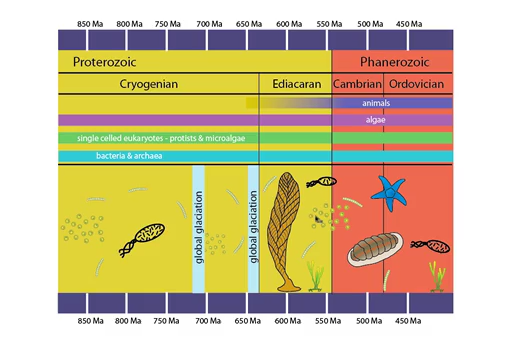 850 Ma 800 Ma 750 Ma 700 Ma 650 Ma 600 Ma 550 Ma 500 Ma 450 Ma
Proterozoic Phanerozoic
Cryogenian Ediacaran Cambrian Ordovician
animals
algae
single celled eukaryotes - protists & microalgae
bacteria & archaea
global glaciation
global glaciation
850 Ma 800 Ma 750 Ma 700 Ma 650 Ma 600 Ma 550 Ma 500 Ma 450 Ma